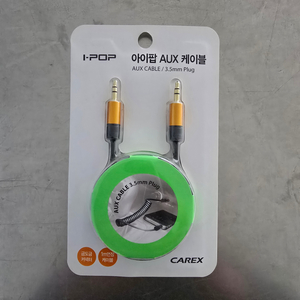 I-POP
아이팝 AUX 케이블
AUX CABLE / 3.5mm Plug
AUX CABLE 3.5mm Plug
CAREX